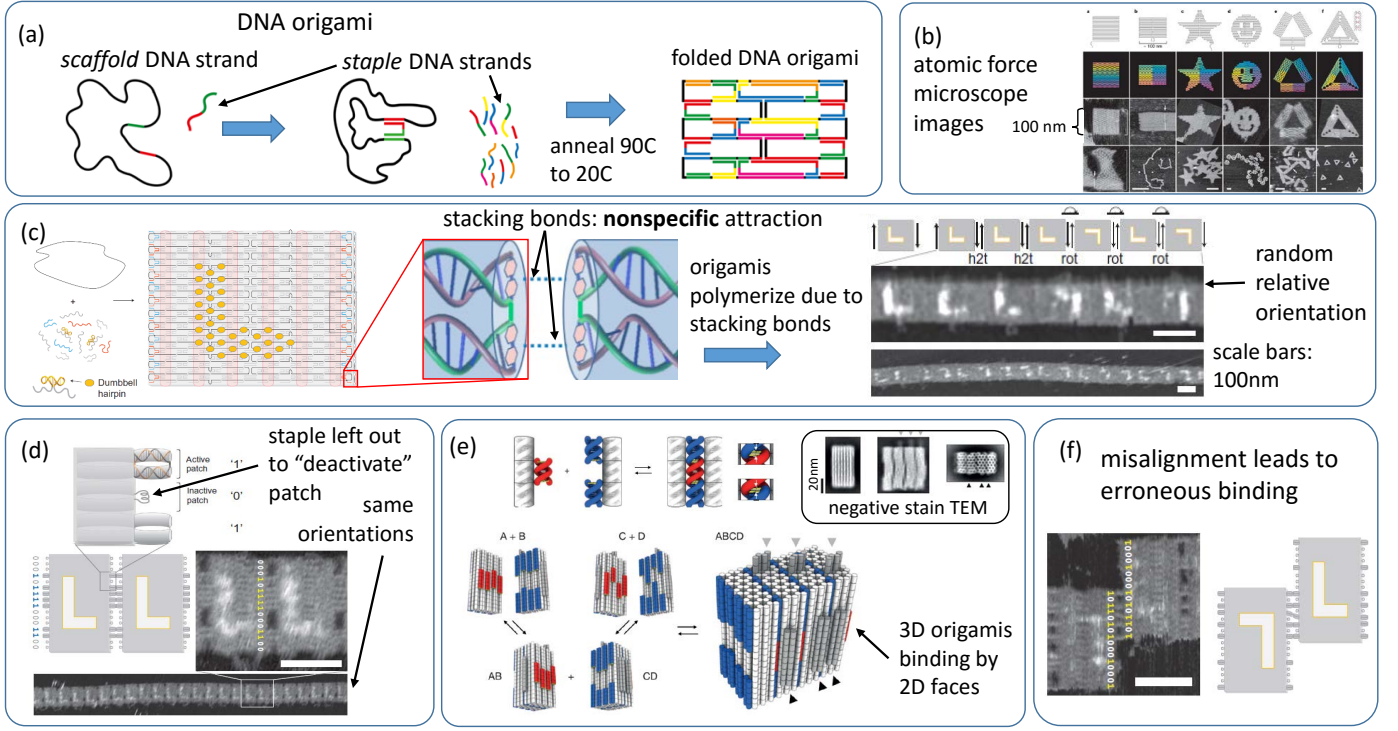 (a)
DNA origami
scaffold DNA strand
staple DNA strands
folded DNA origami
anneal 90C
to 20C
(b)
atomic force
microscope
images
100 nm
a b c d e f
~ 100 nm
(c)
stacking bonds: nonspecific attraction
+
Dumbbell
hairpin
origamis
polymerize due to
stacking bonds
h2t h2t rot rot rot
random
relative
orientation
scale bars:
100nm
(d)
staple left out
to “deactivate”
patch
Active
patch
'1'
Inactive
patch
'0'
'1'
same
orientations
(e)
+
20nm
negative stain TEM
A + B
C + D
ABCD
AB
+
CD
3D origamis
binding by
2D faces
(f)
misalignment leads to
erroneous binding